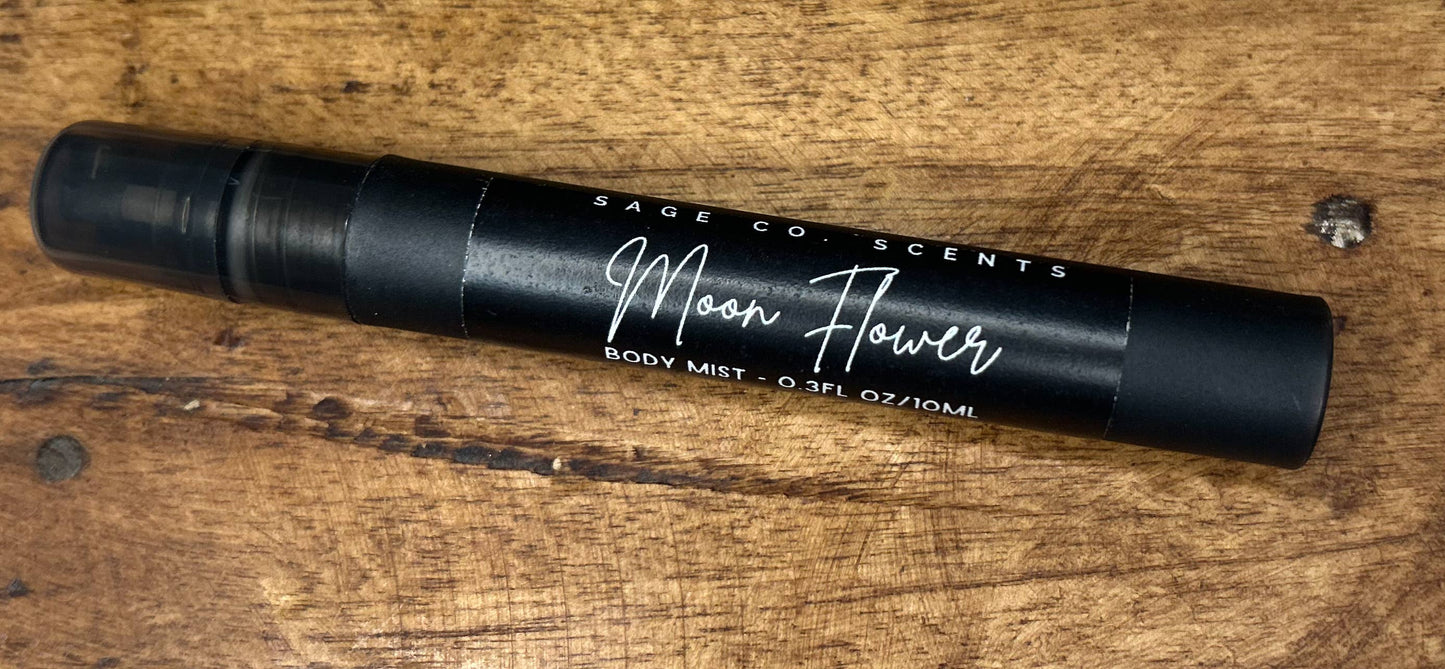 SAGE CO. SCENTS
Moon Flower
BODY MIST - 0.3FL OZ/10ML